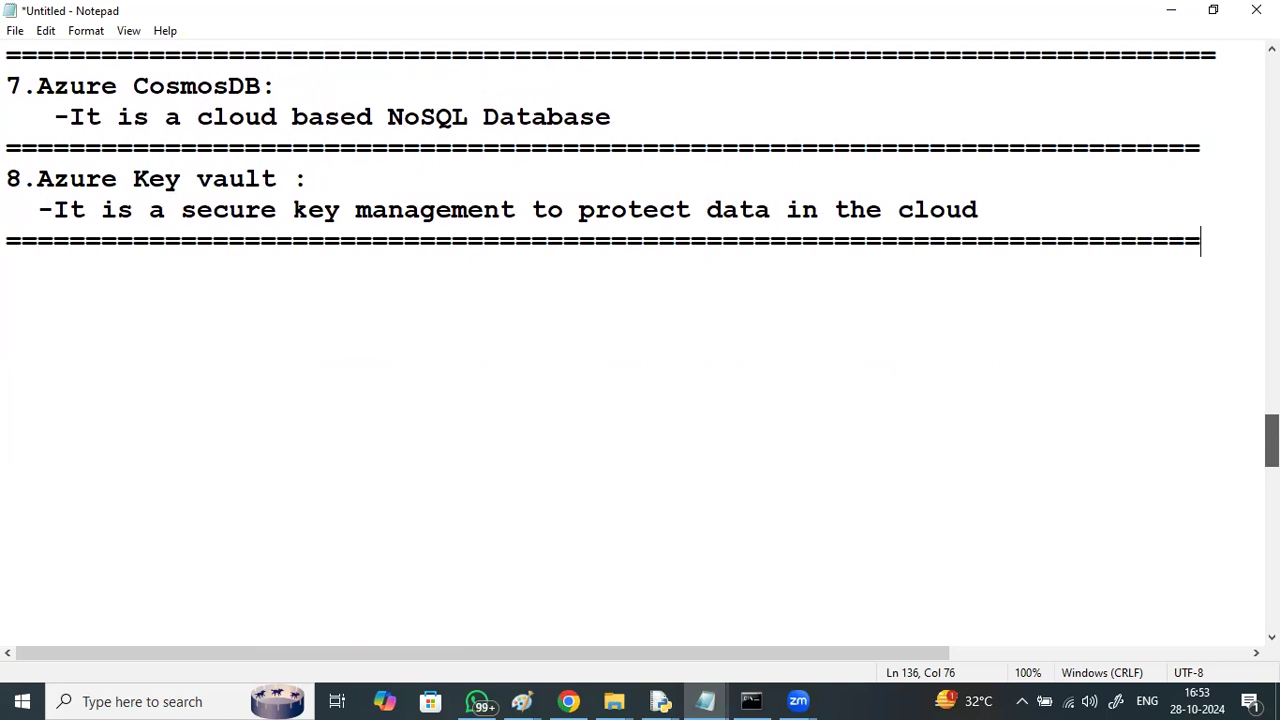 *Untitled - Notepad
File Edit Format View Help
============================================================================
7.Azure CosmosDB:
-It is a cloud based NoSQL Database
===========================================================================
8.Azure Key vault :
-It is a secure key management to protect data in the cloud
===========================================================================
Ln 136, Col 76 100% Windows (CRLF) UTF-8
Type here to search 99+ zm 32°C ENG 16:53
28-10-2024 1